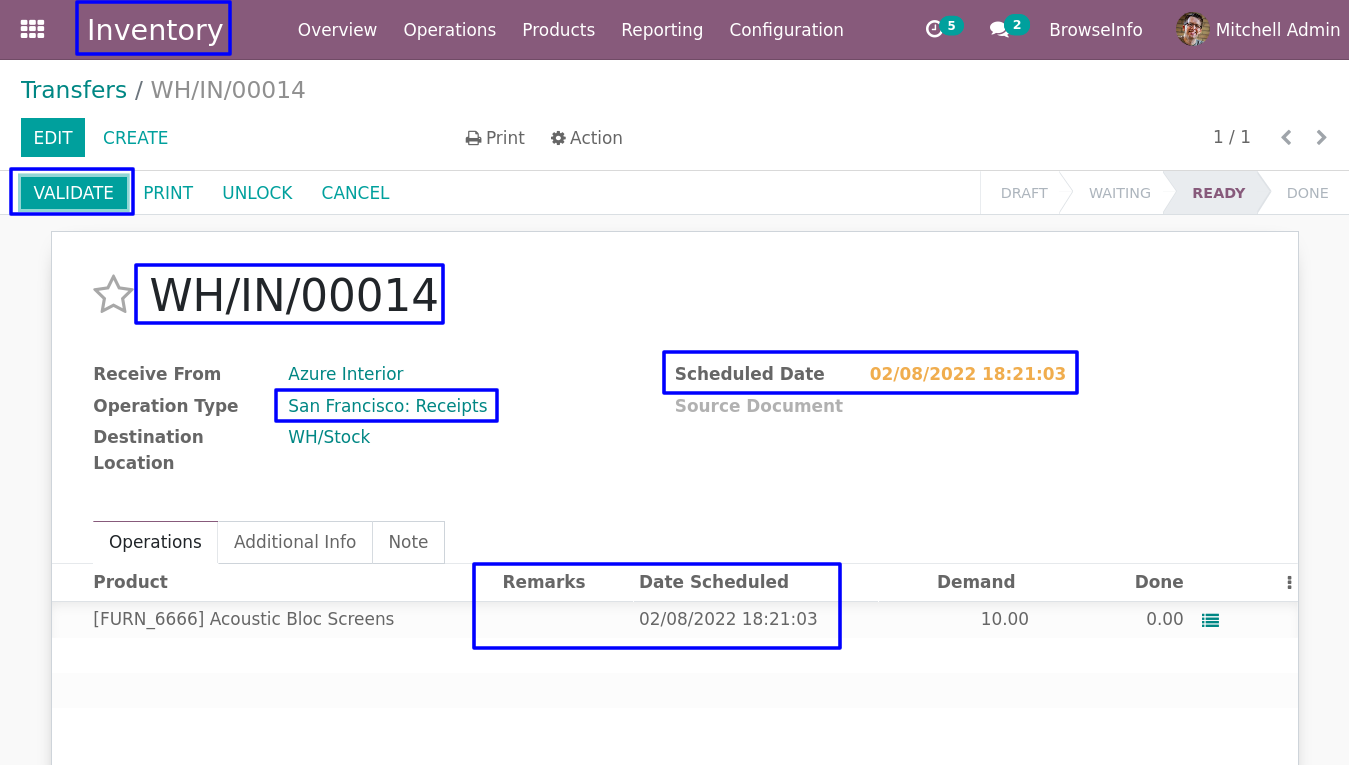 Inventory Overview Operations Products Reporting Configuration 5 2 BrowseInfo Mitchell Admin
Transfers / WH/IN/00014
EDIT CREATE Print Action 1 / 1
VALIDATE PRINT UNLOCK CANCEL DRAFT WAITING READY DONE
WH/IN/00014
Receive From Azure Interior Scheduled Date 02/08/2022 18:21:03
Operation Type San Francisco: Receipts Source Document
Destination WH/Stock
Location
Operations Additional Info Note
Product Remarks Date Scheduled Demand Done
[FURN_6666] Acoustic Bloc Screens 02/08/2022 18:21:03 10.00 0.00